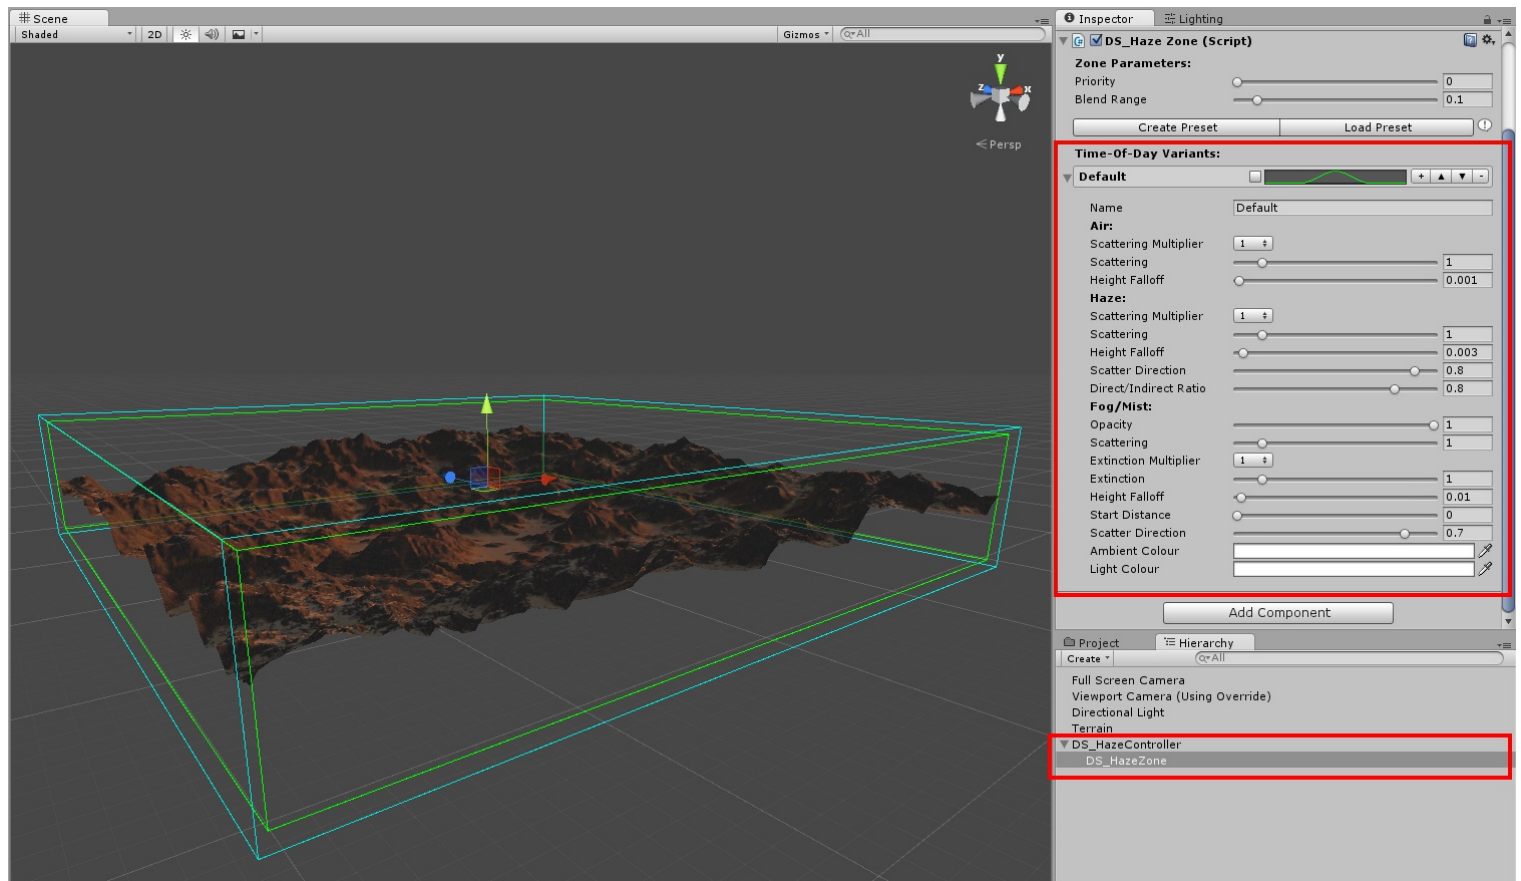 Scene
Shaded 2D Gizmos All
y
z x
Persp
Inspector Lighting
DS_Haze Zone (Script)
Zone Parameters:
Priority 0
Blend Range 0.1
Create Preset Load Preset
Time-Of-Day Variants:
Default + -
Name Default
Air:
Scattering Multiplier 1
Scattering 1
Height Falloff 0.001
Haze:
Scattering Multiplier 1
Scattering 1
Height Falloff 0.003
Scatter Direction 0.8
Direct/Indirect Ratio 0.8
Fog/Mist:
Opacity 1
Scattering 1
Extinction Multiplier 1
Extinction 1
Height Falloff 0.01
Start Distance 0
Scatter Direction 0.7
Ambient Colour
Light Colour
Add Component
Project Hierarchy
Create All
Full Screen Camera
Viewport Camera (Using Override)
Directional Light
Terrain
DS_HazeController
DS_HazeZone